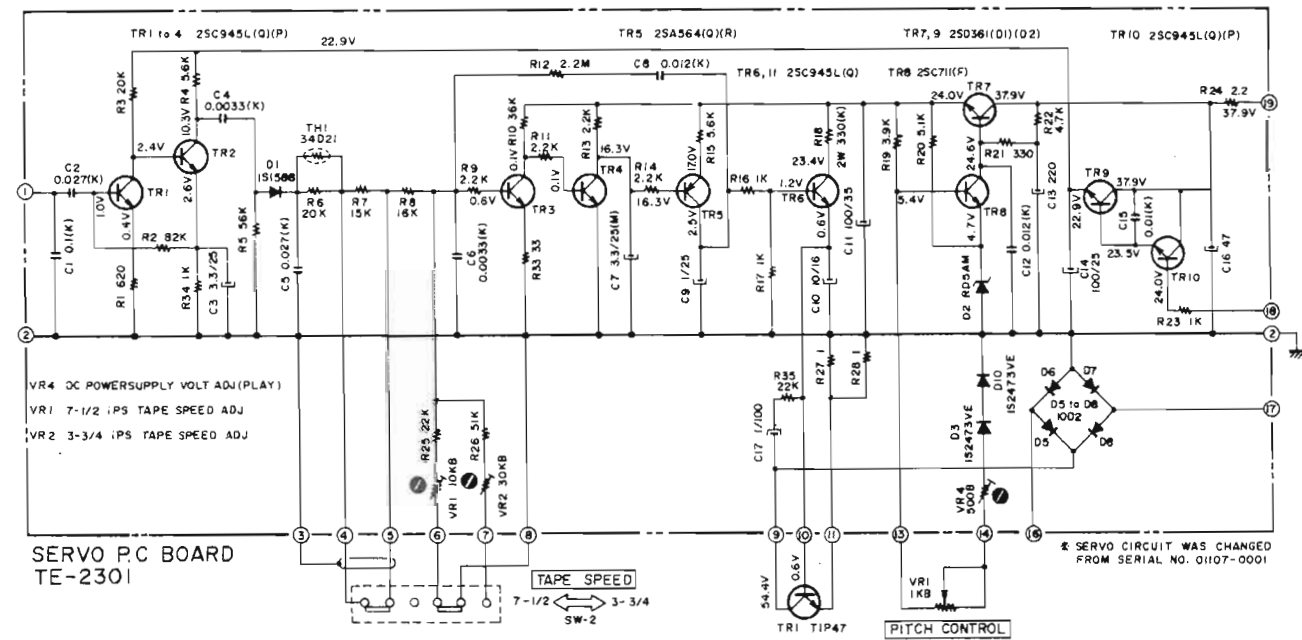 TR1 to 4 2SC945L(Q)(P)
TR5 2SA564(Q)(R)
TR7, 9 2SD361(D1)(D2)
TR10 2SC945L(Q)(P)
22.9V
R12 2.2M
C8 0.012(K)
TR6, 11 2SC945L(Q)
TR8 2SC711(F)
TR7
24.0V
37.9V
R24 2.2
37.9V
19
R3 20K
R4 5.6K
10.3V
C4
0.0033(K)
TH1
34D21
R10 36K
0.1V
R11
2.2K
0.1V
R13 2.2K
16.3V
R15 5.6K
17.0V
R18
2W 330(K)
23.4V
R19 3.9K
R20 5.1K
24.6V
R21 330
R22
4.7K
C13 220
2.4V
TR2
2.6V
D1
1S1588
C2
0.027(K)
1
TR1
1.0V
0.4V
R2 82K
R5 56K
R6
20K
R7
15K
R8
16K
R9
2.2K
0.6V
TR3
TR4
R14
2.2K
16.3V
TR5
2.5V
R16 1K
1.2V
TR6
0.6V
C11 100/35
5.4V
TR8
4.7V
TR9
37.9V
22.9V
C15
0.01(K)
23.5V
TR10
24.0V
C16 47
C1 0.1(K)
R1 620
R34 1K
C3 3.3/25
C5 0.027(K)
C6
0.0033(K)
R33 33
C7 3.3/25(M)
C9 1/25
R17 1K
C10 10/16
D2 RD5AM
C12 0.012(K)
C14
100/25
R23 1K
18
2
2
VR4 DC POWERSUPPLY VOLT ADJ(PLAY)
VR1 7-1/2 iPS TAPE SPEED ADJ
VR2 3-3/4 iPS TAPE SPEED ADJ
R25 22K
R26 51K
VR1 10KB
VR2 30KB
R35
22K
C17 1/100
R27 1
R28 1
D10
1S2473VE
D3
1S2473VE
VR4
500B
D6
D7
D5 to D8
1002
D5
D8
17
3
4
5
6
7
8
9
10
11
13
14
16
SERVO P.C BOARD
TE-2301
※ SERVO CIRCUIT WAS CHANGED
FROM SERIAL NO. 01107-0001
TAPE SPEED
7-1/2
3-3/4
SW-2
54.4V
0.6V
TR1 TIP47
VR1
1KB
PITCH CONTROL